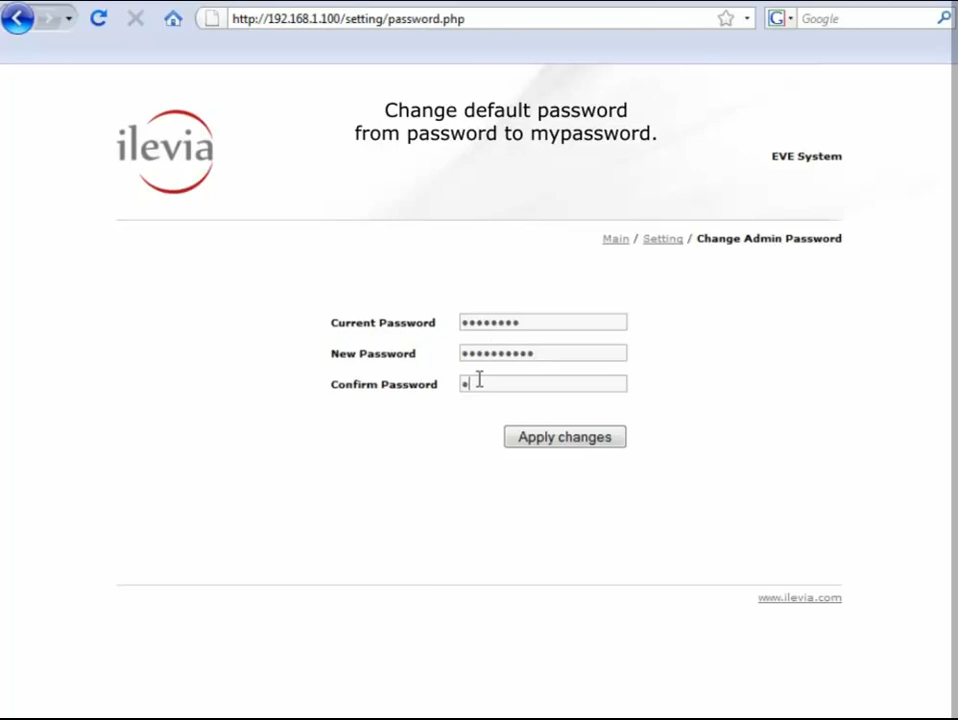 http://192.168.1.100/setting/password.php
Google
ilevia
Change default password
from password to mypassword.
EVE System
Main / Setting / Change Admin Password
Current Password ••••••••
New Password ••••••••••
Confirm Password •
Apply changes
www.ilevia.com